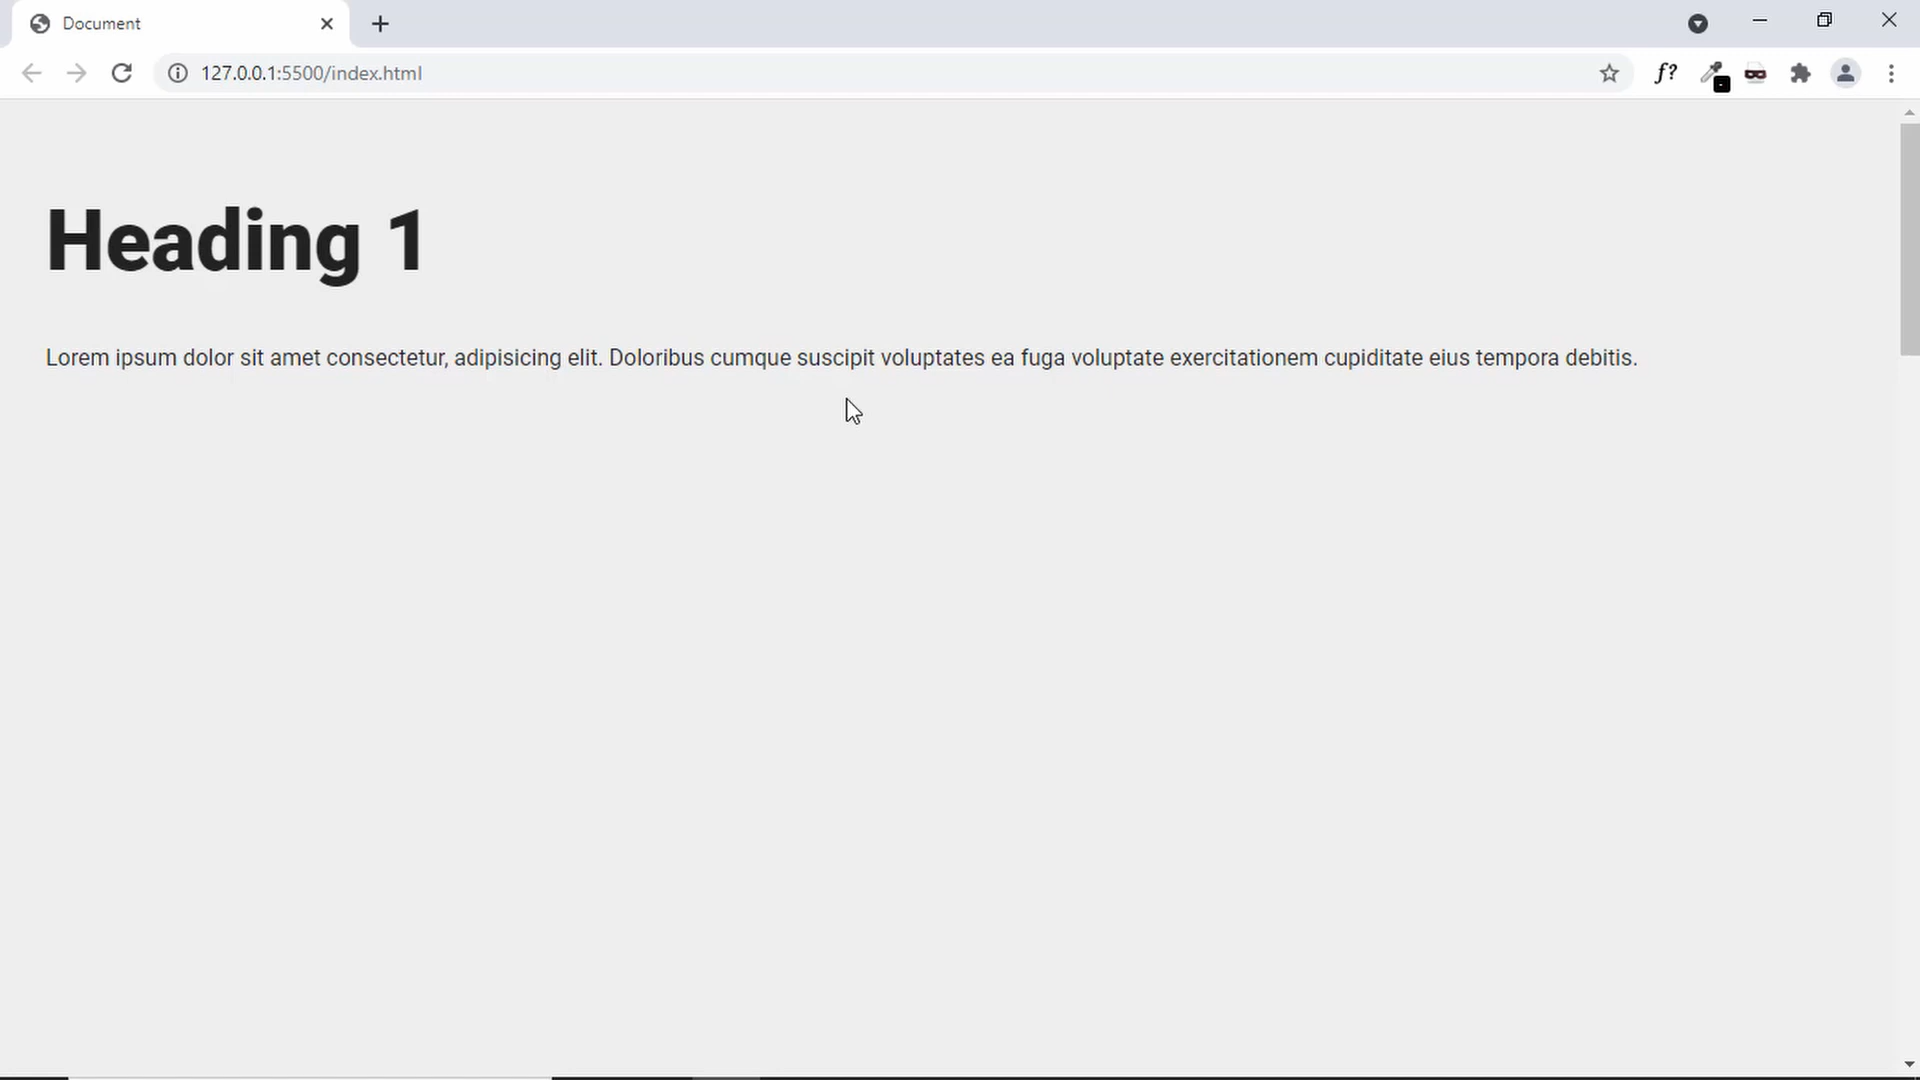 Document
127.0.0.1:5500/index.html
f?
Heading 1
Lorem ipsum dolor sit amet consectetur, adipisicing elit. Doloribus cumque suscipit voluptates ea fuga voluptate exercitationem cupiditate eius tempora debitis.